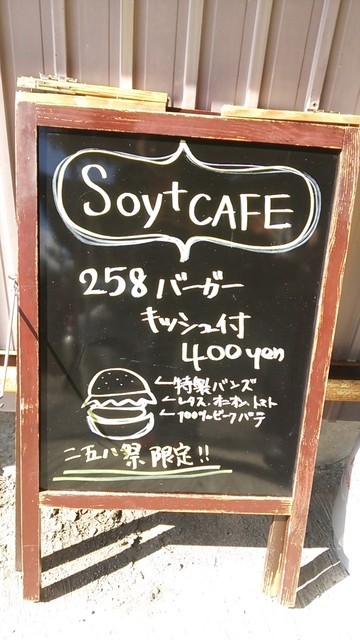 Soy+CAFE
258バーガー
キッシュ付
400yen
←特製バンズ
←レタス、オニオン、トマト
←100%ビーフパテ
二五八祭限定!!